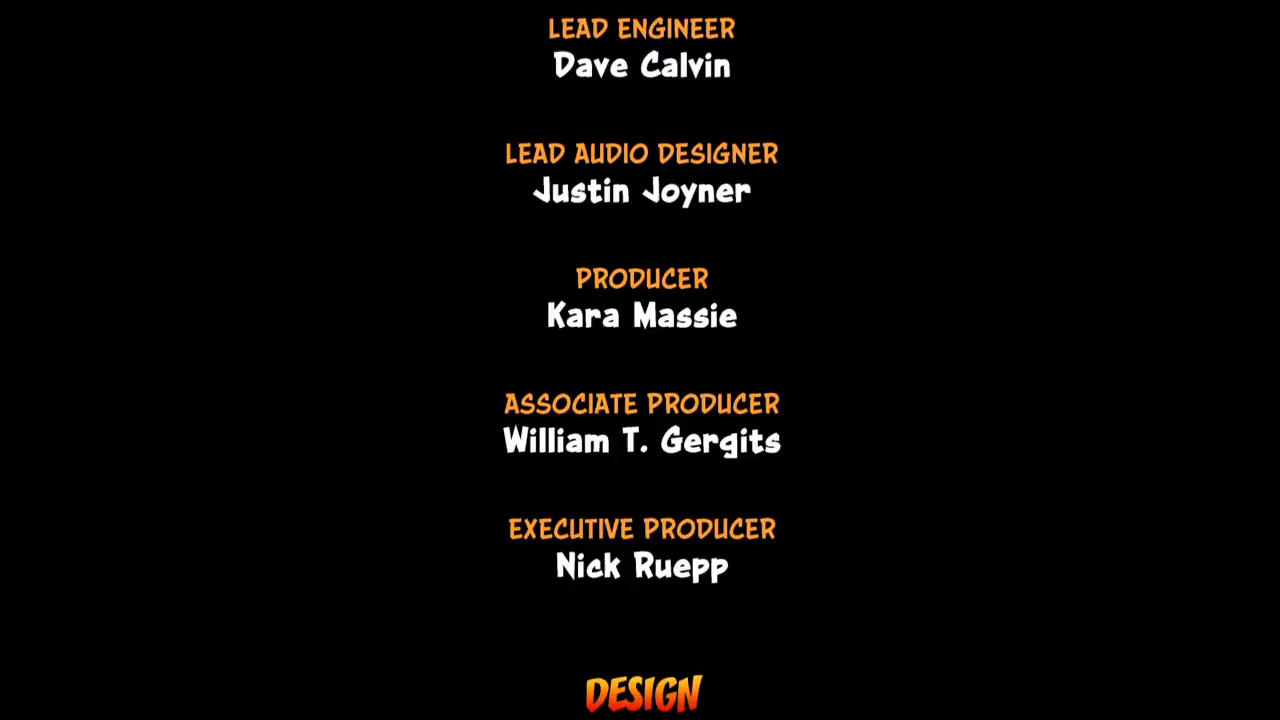 LEAD ENGINEER
Dave Calvin
LEAD AUDIO DESIGNER
Justin Joyner
PRODUCER
Kara Massie
ASSOCIATE PRODUCER
William T. Gergits
EXECUTIVE PRODUCER
Nick Ruepp
DESIGN